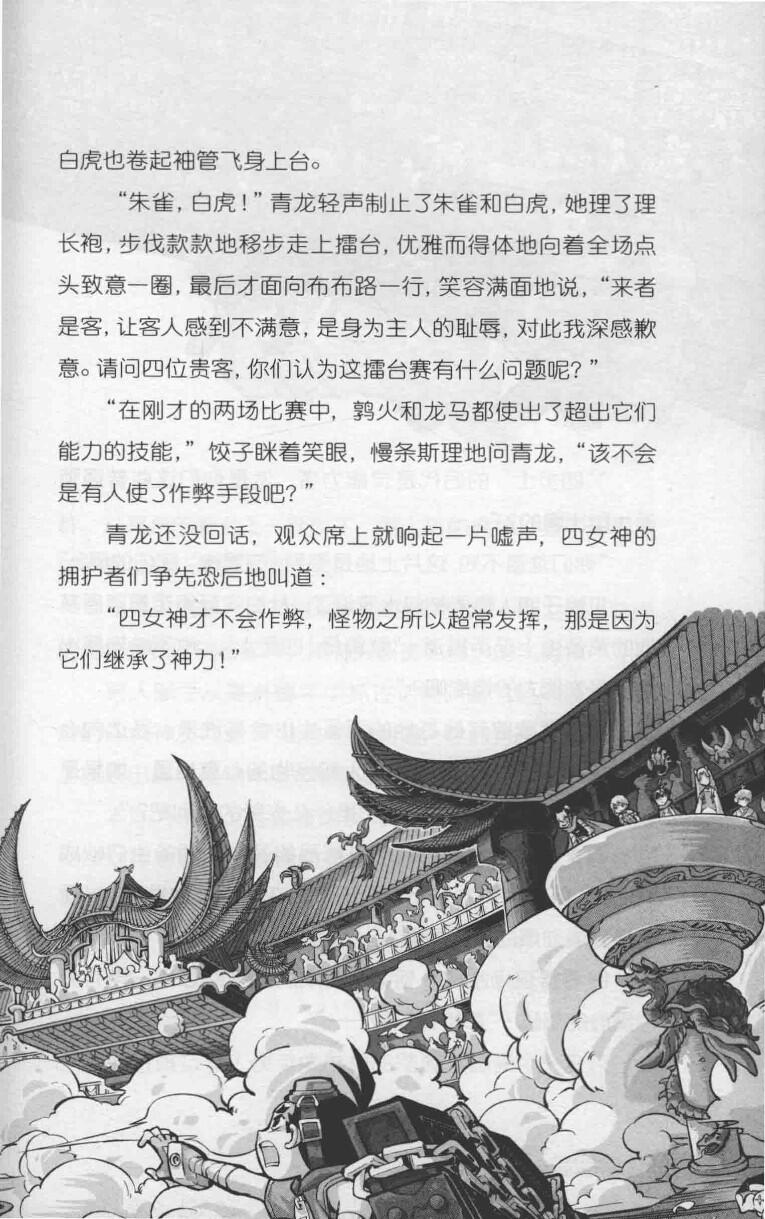 白虎也卷起袖管飞身上台。
“朱雀，白虎！”青龙轻声制止了朱雀和白虎，她理了理
长袍，步伐款款地移步走上擂台，优雅而得体地向着全场点
头致意一圈，最后才面向布布路一行，笑容满面地说，“来者
是客，让客人感到不满意，是身为主人的耻辱，对此我深感歉
意。请问四位贵客，你们认为这擂台赛有什么问题呢？”
“在刚才的两场比赛中，鹑火和龙马都使出了超出它们
能力的技能，”饺子眯着笑眼，慢条斯理地问青龙，“该不会
是有人使了作弊手段吧？”
青龙还没回话，观众席上就响起一片嘘声，四女神的
拥护者们争先恐后地叫道：
“四女神才不会作弊，怪物之所以超常发挥，那是因为
它们继承了神力！”